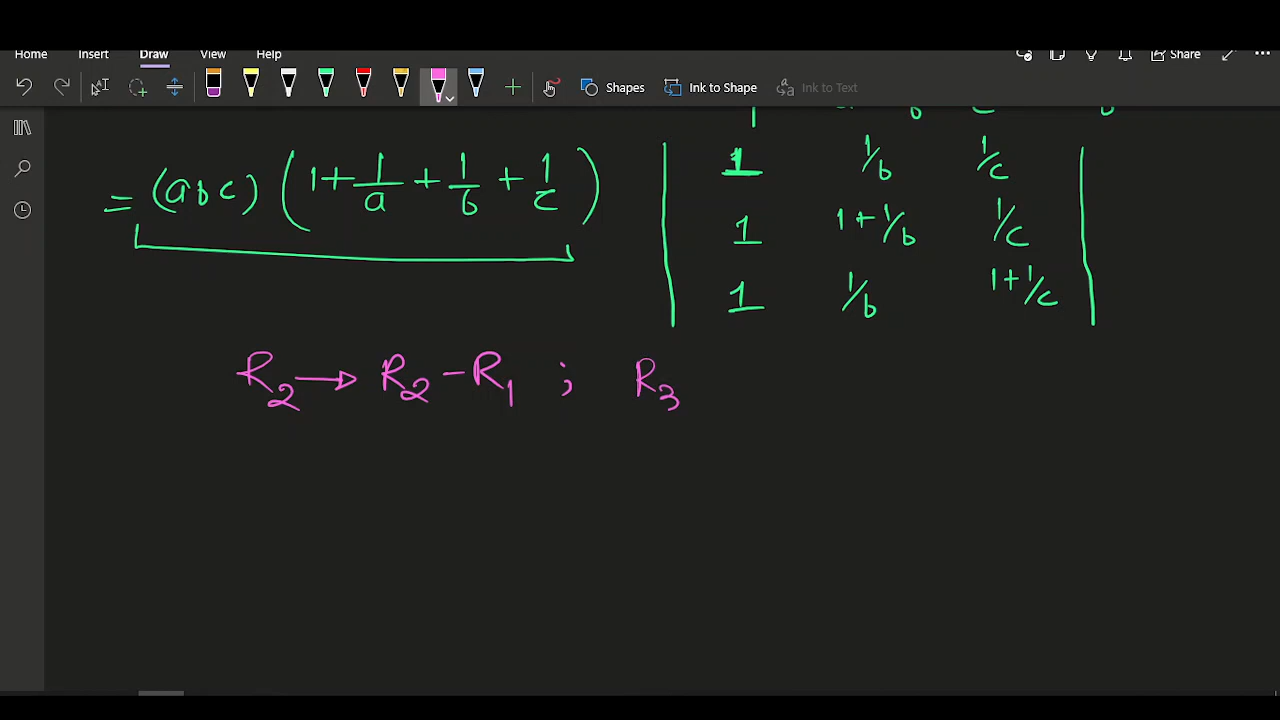 Home Insert Draw View Help Share
Shapes Ink to Shape Ink to Text
= (abc) (1 + 1/a + 1/b + 1/c) | 1 1/b 1/c |
| 1 1+1/b 1/c |
| 1 1/b 1+1/c |
R₂ → R₂ - R₁ ; R₃